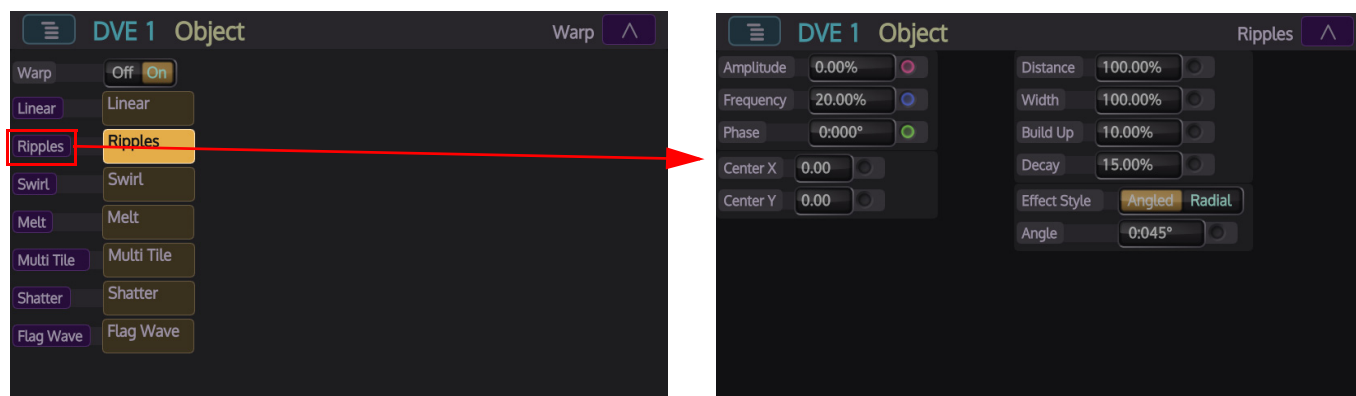 DVE 1 Object Warp
Warp Off On
Linear Linear
Ripples Ripples
Swirl Swirl
Melt Melt
Multi Tile Multi Tile
Shatter Shatter
Flag Wave Flag Wave
DVE 1 Object Ripples
Amplitude 0.00%
Frequency 20.00%
Phase 0:000°
Center X 0.00
Center Y 0.00
Distance 100.00%
Width 100.00%
Build Up 10.00%
Decay 15.00%
Effect Style Angled Radial
Angle 0:045°